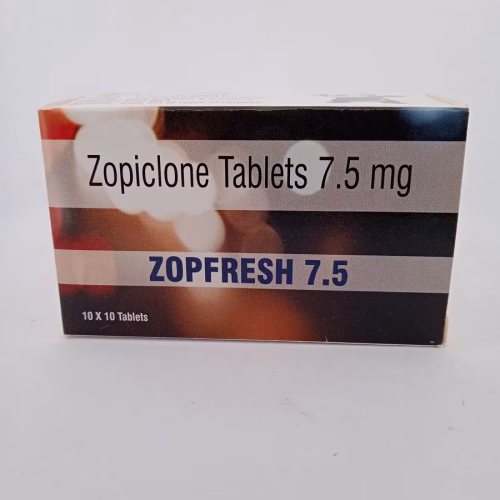 Zopiclone Tablets 7.5 mg
ZOPFRESH 7.5
10 X 10 Tablets